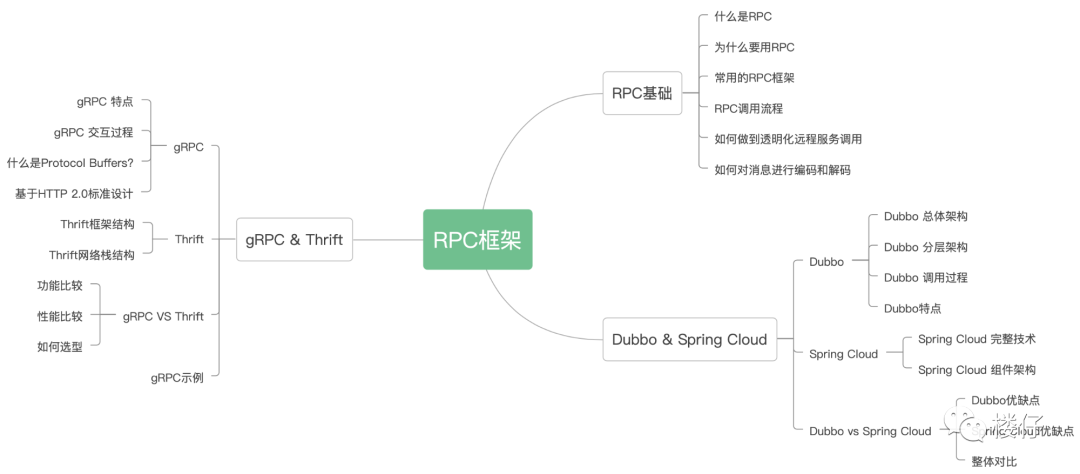 RPC框架
RPC基础
什么是RPC
为什么要用RPC
常用的RPC框架
RPC调用流程
如何做到透明化远程服务调用
如何对消息进行编码和解码
Dubbo & Spring Cloud
Dubbo
Dubbo 总体架构
Dubbo 分层架构
Dubbo 调用过程
Dubbo特点
Spring Cloud
Spring Cloud 完整技术
Spring Cloud 组件架构
Dubbo vs Spring Cloud
Dubbo优缺点
Spring Cloud优缺点
整体对比
gRPC & Thrift
gRPC
gRPC 特点
gRPC 交互过程
什么是Protocol Buffers?
基于HTTP 2.0标准设计
Thrift
Thrift框架结构
Thrift网络栈结构
gRPC VS Thrift
功能比较
性能比较
如何选型
gRPC示例
楼仔